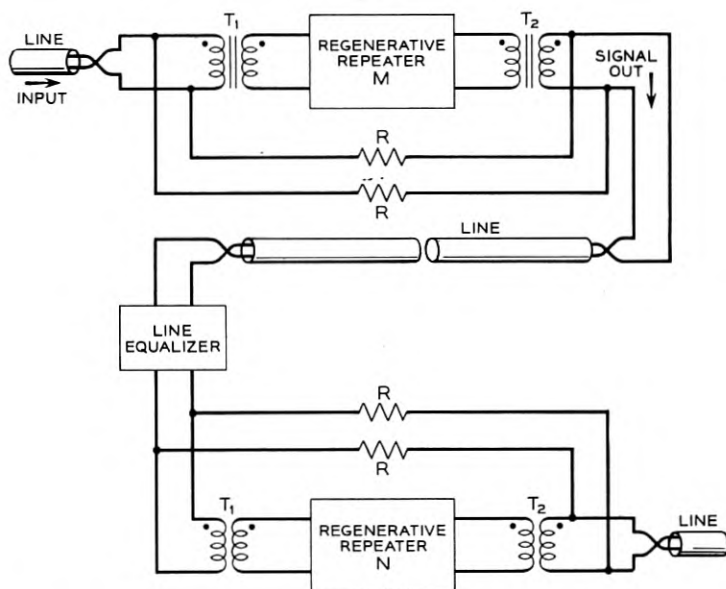 LINE
INPUT
T1
REGENERATIVE
REPEATER
M
T2
SIGNAL
OUT
R
R
LINE
LINE
EQUALIZER
R
R
T1
REGENERATIVE
REPEATER
N
T2
LINE